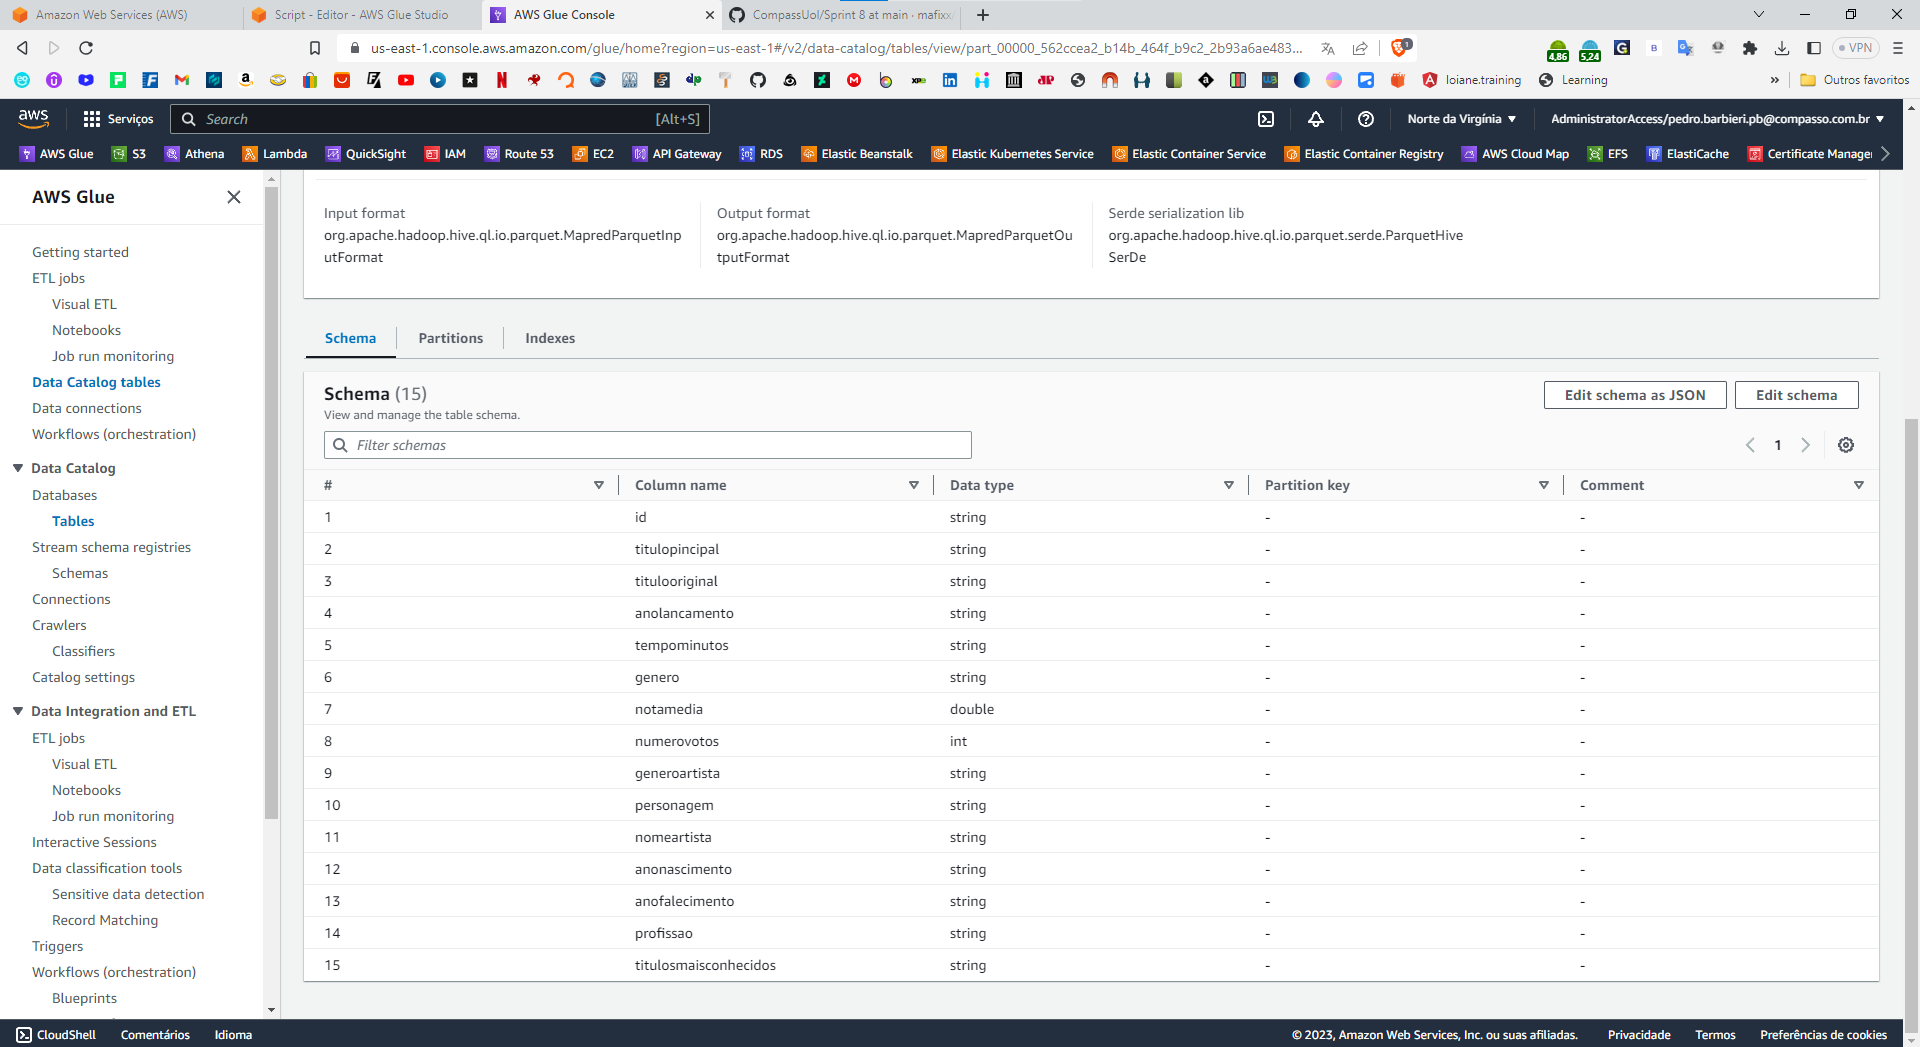 Amazon Web Services (AWS)
Script - Editor - AWS Glue Studio
AWS Glue Console
CompassUol/Sprint 8 at main · mafixx/
us-east-1.console.aws.amazon.com/glue/home?region=us-east-1#/v2/data-catalog/tables/view/part_00000_562ccea2_b14b_464f_b9c2_2b93a6ae483...
1
4,86
5,24
VPN
loiane.training
Learning
»
Outros favoritos
aws
Serviços
Search
[Alt+S]
Norte da Virgínia
AdministratorAccess/pedro.barbieri.pb@compasso.com.br
AWS Glue
S3
Athena
Lambda
QuickSight
IAM
Route 53
EC2
API Gateway
RDS
Elastic Beanstalk
Elastic Kubernetes Service
Elastic Container Service
Elastic Container Registry
AWS Cloud Map
EFS
ElastiCache
Certificate Manager
AWS Glue
Getting started
ETL jobs
Visual ETL
Notebooks
Job run monitoring
Data Catalog tables
Data connections
Workflows (orchestration)
Data Catalog
Databases
Tables
Stream schema registries
Schemas
Connections
Crawlers
Classifiers
Catalog settings
Data Integration and ETL
ETL jobs
Visual ETL
Notebooks
Job run monitoring
Interactive Sessions
Data classification tools
Sensitive data detection
Record Matching
Triggers
Workflows (orchestration)
Blueprints
Input format
org.apache.hadoop.hive.ql.io.parquet.MapredParquetInp
utFormat
Output format
org.apache.hadoop.hive.ql.io.parquet.MapredParquetOu
tputFormat
Serde serialization lib
org.apache.hadoop.hive.ql.io.parquet.serde.ParquetHive
SerDe
Schema
Partitions
Indexes
Schema (15)
View and manage the table schema.
Edit schema as JSON
Edit schema
Filter schemas
1
# Column name Data type Partition key Comment
1 id string - -
2 titulopincipal string - -
3 titulooriginal string - -
4 anolancamento string - -
5 tempominutos string - -
6 genero string - -
7 notamedia double - -
8 numerovotos int - -
9 generoartista string - -
10 personagem string - -
11 nomeartista string - -
12 anonascimento string - -
13 anofalecimento string - -
14 profissao string - -
15 titulosmaisconhecidos string - -
CloudShell
Comentários
Idioma
© 2023, Amazon Web Services, Inc. ou suas afiliadas.
Privacidade
Termos
Preferências de cookies